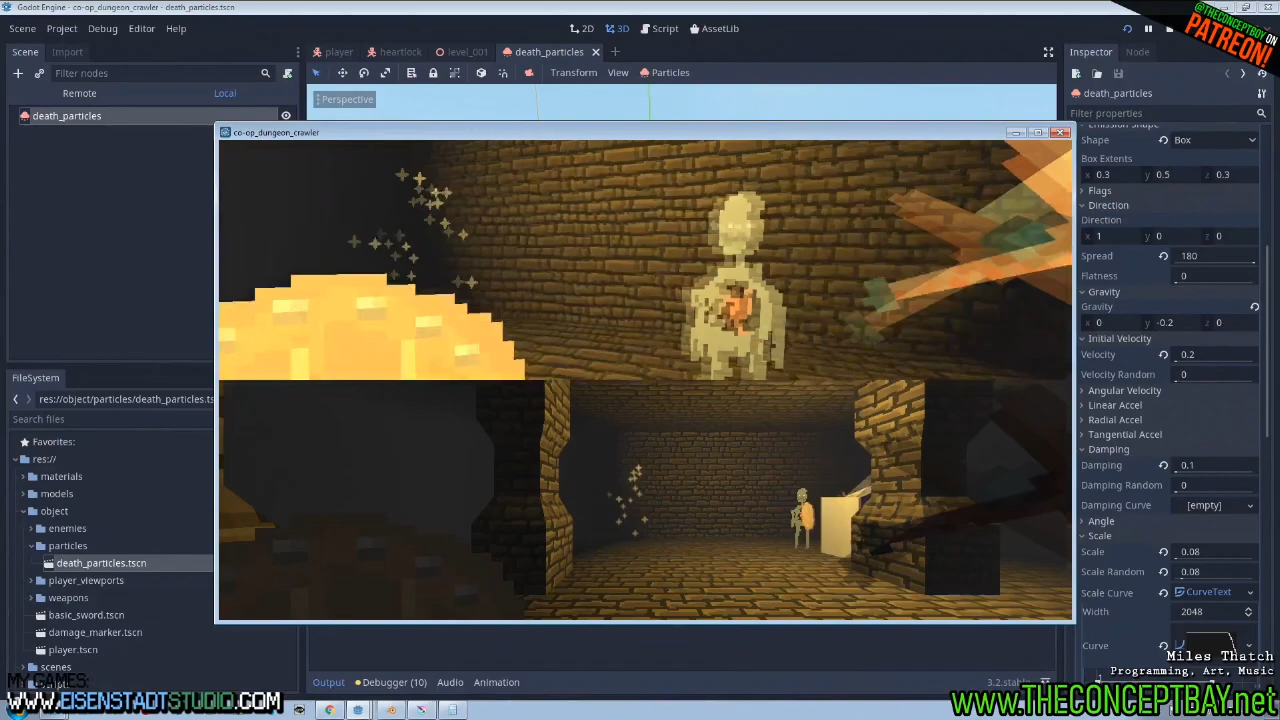 Godot Engine - co-op_dungeon_crawler - death_particles.tscn
@THECONCEPTBOY ON
PATREON!
Scene Project Debug Editor Help
2D 3D Script AssetLib
Scene Import
player heartlock level_001 death_particles
Inspector Node
Filter nodes
Transform View Particles
Remote Local
death_particles
Perspective
Filter properties
death_particles
co-op_dungeon_crawler
Emission Shape
Shape Box
Box Extents
x 0.3 y 0.5 z 0.3
Flags
Direction
Direction
x 1 y 0 z 0
Spread 180
Flatness 0
Gravity
Gravity
x 0 y -0.2 z 0
Initial Velocity
Velocity 0.2
Velocity Random 0
Angular Velocity
Linear Accel
Radial Accel
Tangential Accel
Damping
Damping 0.1
Damping Random 0
Damping Curve [empty]
Angle
Scale
Scale 0.08
Scale Random 0.08
Scale Curve CurveText
Width 2048
Curve
FileSystem
res://object/particles/death_particles.ts
Search files
Favorites:
res://
materials
models
object
enemies
particles
death_particles.tscn
player_viewports
weapons
basic_sword.tscn
damage_marker.tscn
player.tscn
scenes
Output Debugger (10) Audio Animation
3.2.stable
MY GAMES:
WWW.EISENSTADTSTUDIO.COM
Miles Thatch
Programming, Art, Music
www.THECONCEPTBAY.net